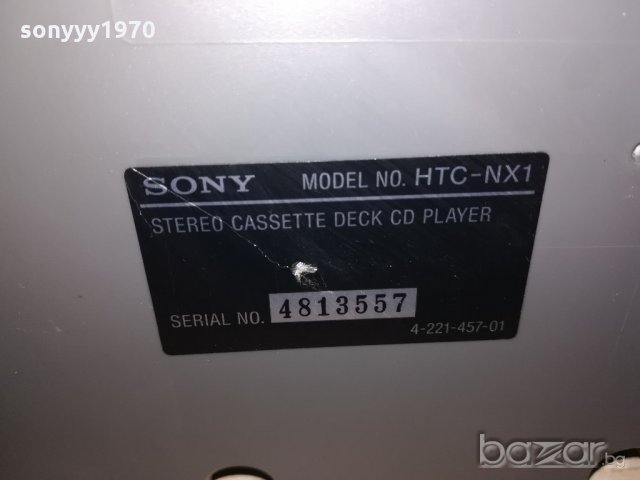 sonyyy1970
SONY MODEL NO. HTC-NX1
STEREO CASSETTE DECK CD PLAYER
SERIAL NO. 4813557
4-221-457-01
bazar.bg